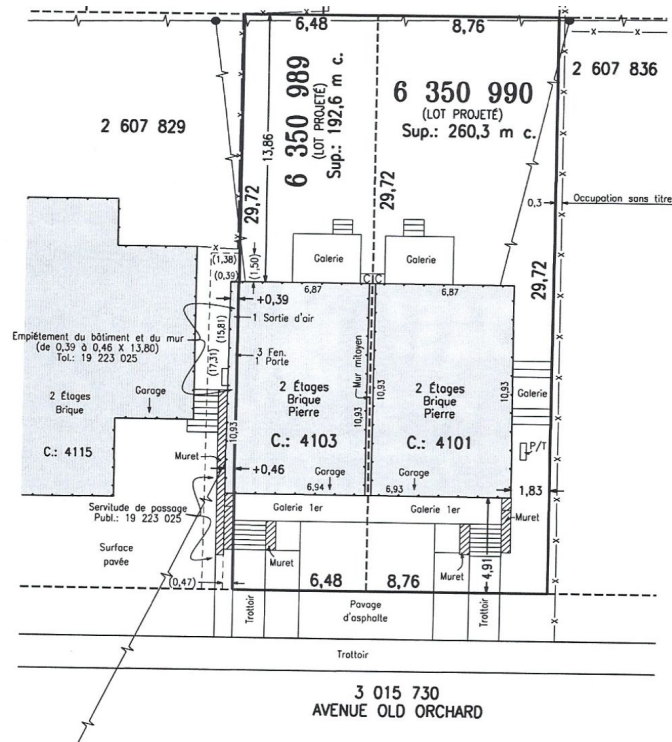 6,48
8,76
2 607 829
6 350 989
(LOT PROJETÉ)
Sup.: 192,6 m c.
6 350 990
(LOT PROJETÉ)
Sup.: 260,3 m c.
2 607 836
13,86
29,72
29,72
0,3
Occupation sans titre
29,72
(1,38)
(0,39)
(1,50)
Galerie
Galerie
C C
6,87
6,87
+0,39
1 Sortie d'air
(15,81)
Empiétement du bâtiment et du mur
(de 0,39 à 0,46 X 13,80)
Tol.: 19 223 025
(17,31)
3 Fen.
1 Porte
Mur mitoyen
10,93
10,93
10,93
10,93
2 Étages
Brique
Garage
C.: 4115
2 Étages
Brique
Pierre
C.: 4103
2 Étages
Brique
Pierre
C.: 4101
Galerie
P/T
Muret
+0,46
Garage
Garage
6,94
6,93
1,83
Servitude de passage
Publ.: 19 223 025
Galerie 1er
Galerie 1er
Muret
Surface
pavée
Muret
Muret
4,91
(0,47)
6,48
8,76
Trottoir
Pavage
d'asphalte
Trottoir
Trottoir
3 015 730
AVENUE OLD ORCHARD